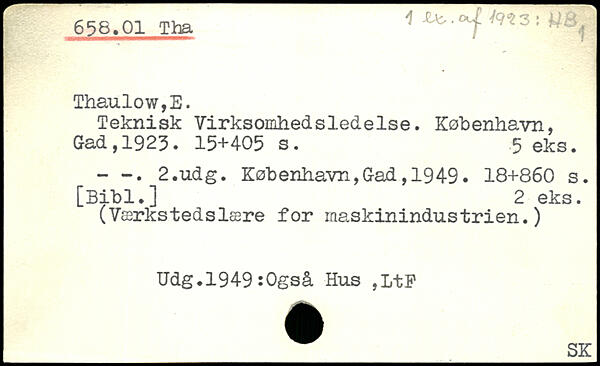 658.01 Tha
1 ex. af 1923: HB,
Thaulow,E.
Teknisk Virksomhedsledelse. København,
Gad,1923. 15+405 s. 5 eks.
- -. 2.udg. København,Gad,1949. 18+860 s.
[Bibl.] 2 eks.
(Værkstedslære for maskinindustrien.)
Udg.1949:Også Hus ,LtF
SK